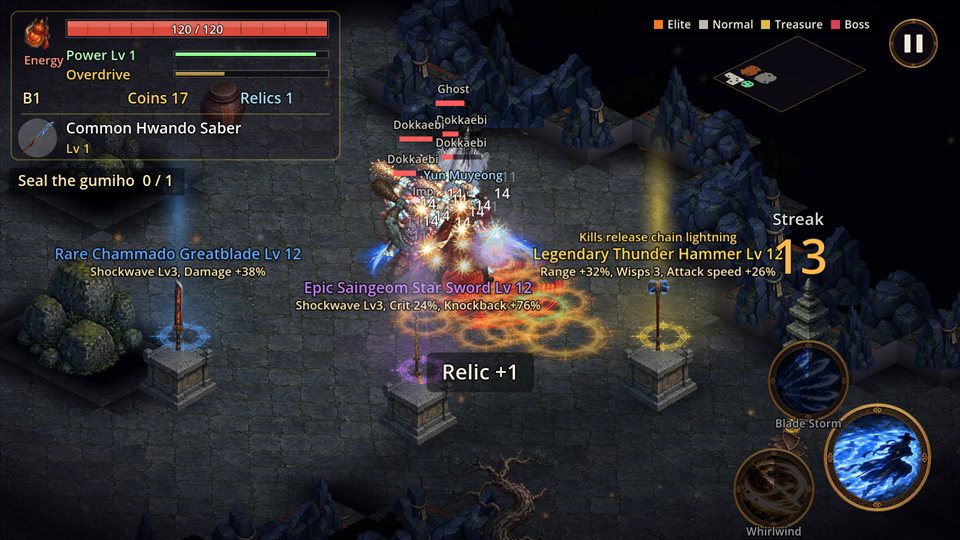 120 / 120
Energy
Power Lv 1
Overdrive
B1
Coins 17
Relics 1
Common Hwando Saber
Lv 1
Seal the gumiho 0 / 1
Elite
Normal
Treasure
Boss
Ghost
Dokkaebi
Dokkaebi
Dokkaebi
Dokkaebi
Yun Muyeong
Imp
14
11
14
14
14
14
14
14
Streak
13
Rare Chammado Greatblade Lv 12
Shockwave Lv3, Damage +38%
Kills release chain lightning
Legendary Thunder Hammer Lv 12
Range +32%, Wisps 3, Attack speed +26%
Epic Saingeom Star Sword Lv 12
Shockwave Lv3, Crit 24%, Knockback +76%
Relic +1
Blade Storm
Whirlwind